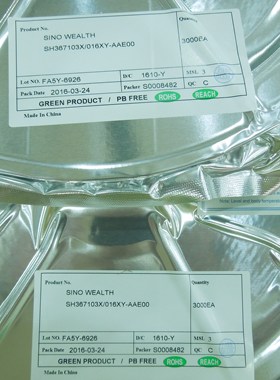 Product No. Quantity.
SINO WEALTH
SH367103X/016XY-AAE00 3000EA
Lot NO. FA5Y-6926 D/C 1610-Y MM. 3
Pack Date 2016-03-24 Packer S0008482 QC C
GREEN PRODUCT / PB FREE ROHS REACH
Made In China
Product No. Quantity.
SINO WEALTH
SH367103X/016XY-AAE00 3000EA
Lot NO. FA5Y-6926 D/C 1610-Y MM. 3
Pack Date 2016-03-24 Packer S0008482 QC C
GREEN PRODUCT / PB FREE ROHS REACH
Made In China